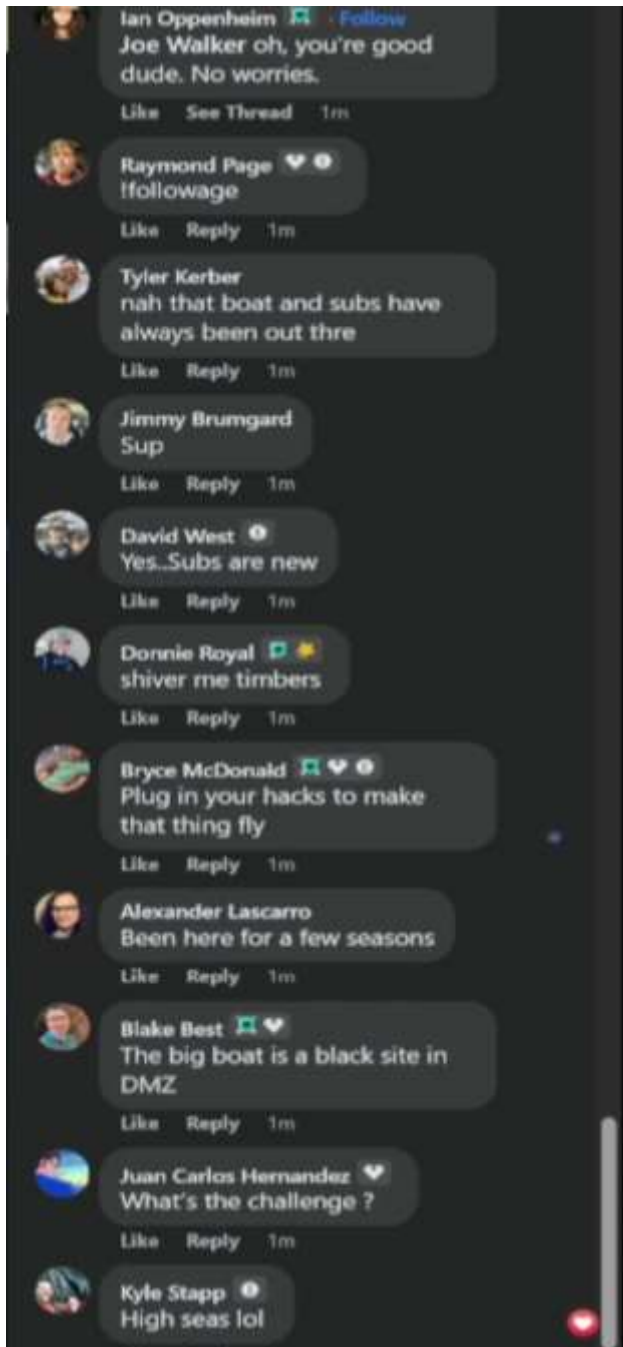 Ian Oppenheim · Follow
Joe Walker oh, you're good
dude. No worries.
Like See Thread 1m
Raymond Page
!followage
Like Reply 1m
Tyler Kerber
nah that boat and subs have
always been out thre
Like Reply 1m
Jimmy Brumgard
Sup
Like Reply 1m
David West
Yes..Subs are new
Like Reply 1m
Donnie Royal
shiver me timbers
Like Reply 1m
Bryce McDonald
Plug in your hacks to make
that thing fly
Like Reply 1m
Alexander Lascarro
Been here for a few seasons
Like Reply 1m
Blake Best
The big boat is a black site in
DMZ
Like Reply 1m
Juan Carlos Hernandez
What's the challenge ?
Like Reply 1m
Kyle Stapp
High seas lol